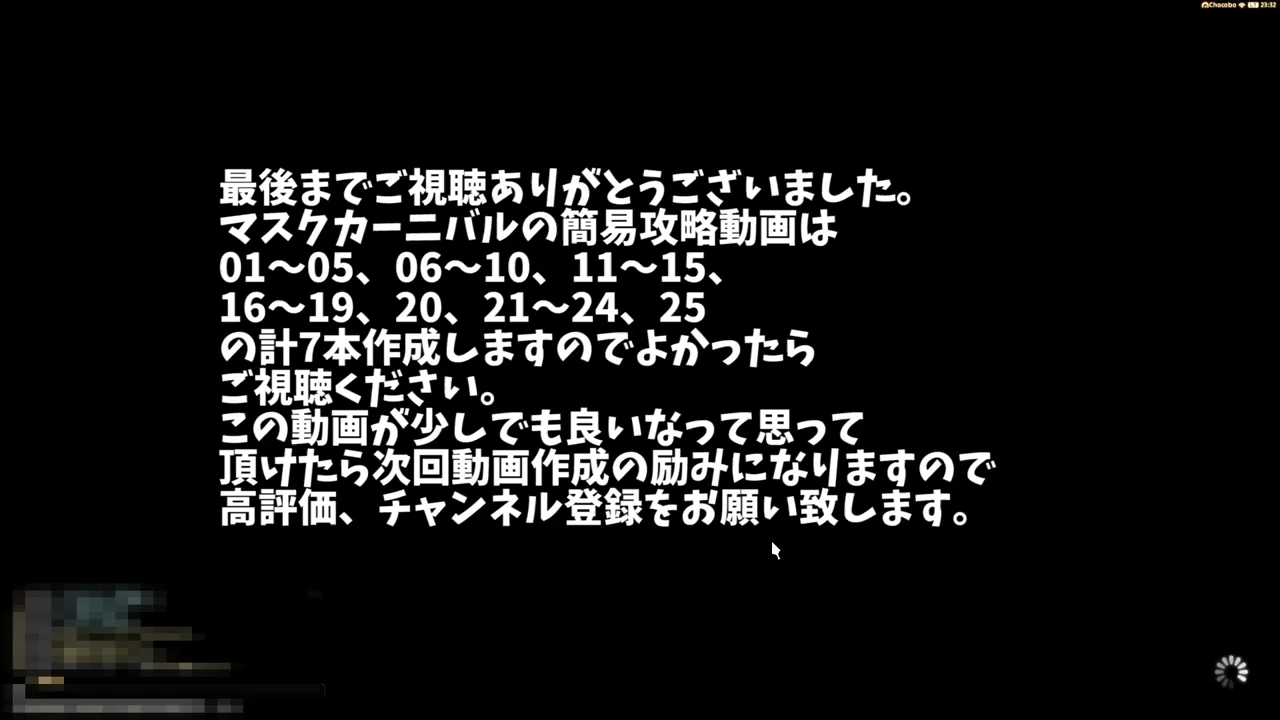 Chocobo LT 23:32
最後までご視聴ありがとうございました。
マスクカーニバルの簡易攻略動画は
01～05、06～10、11～15、
16～19、20、21～24、25
の計7本作成しますのでよかったら
ご視聴ください。
この動画が少しでも良いなって思って
頂けたら次回動画作成の励みになりますので
高評価、チャンネル登録をお願い致します。